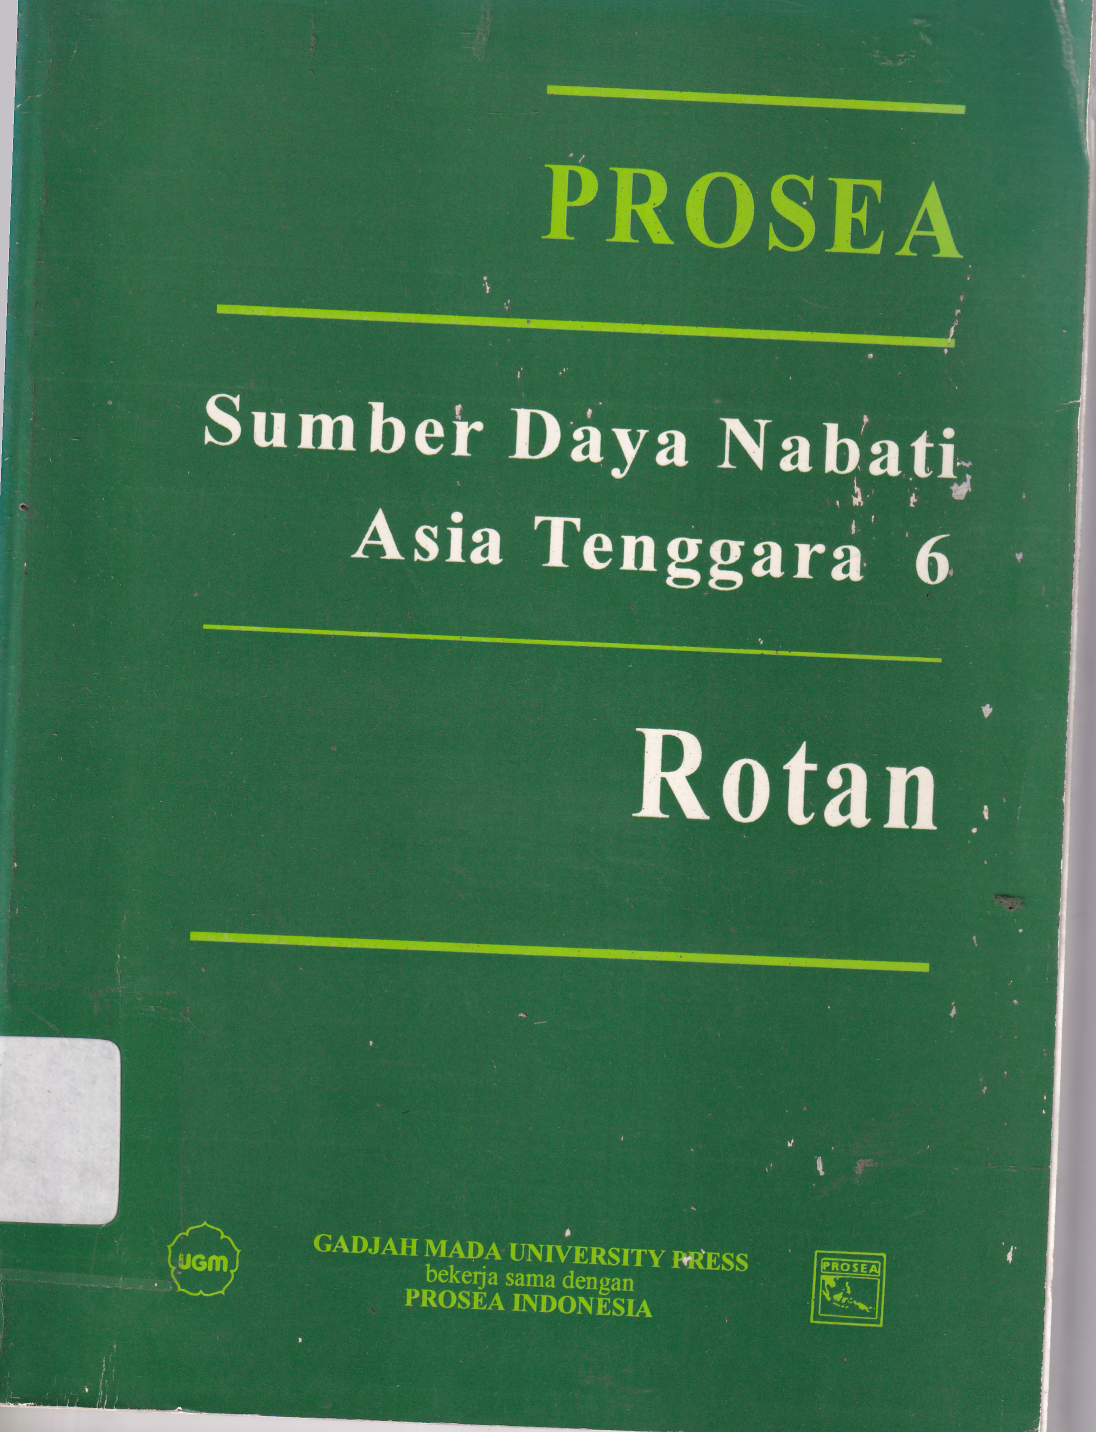 PROSEA
Sumber Daya Nabati
Asia Tenggara 6
Rotan
UGM
GADJAH MADA UNIVERSITY PRESS
bekerja sama dengan
PROSEA INDONESIA
PROSEA